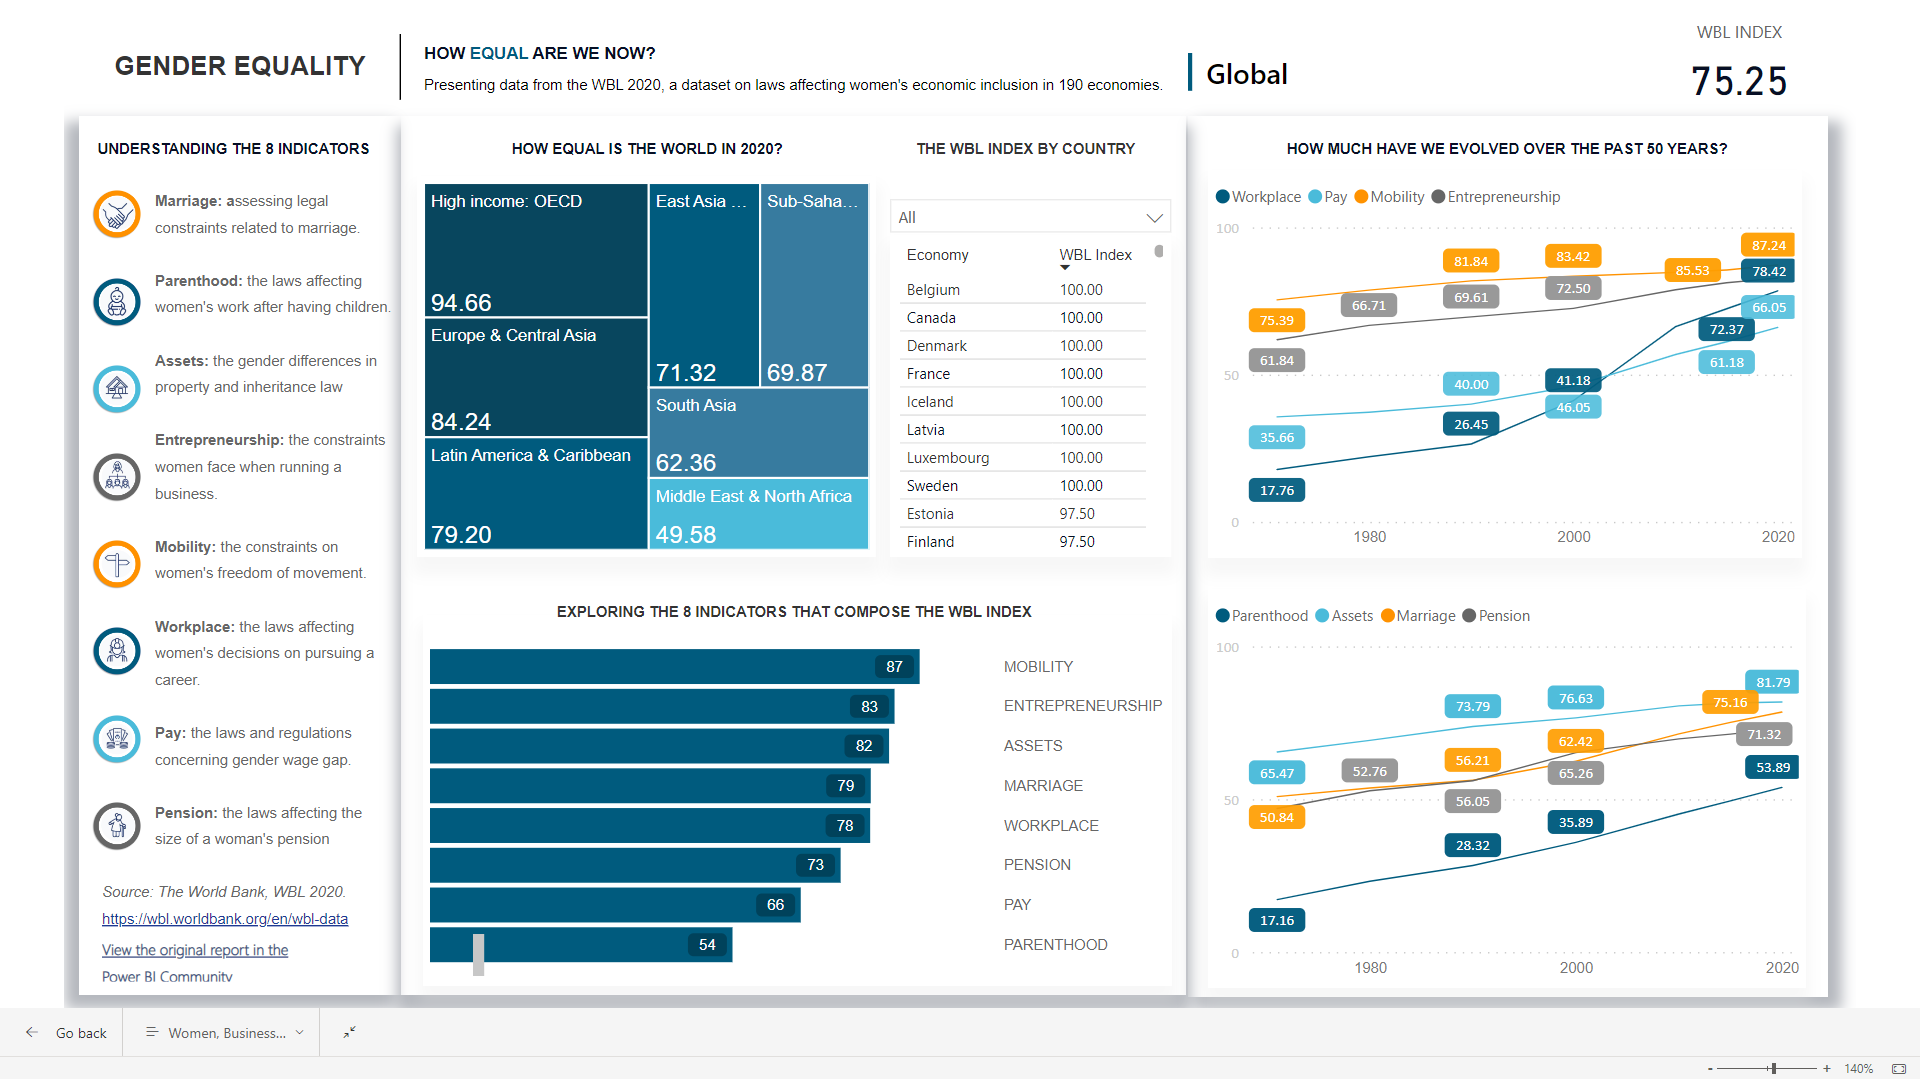 GENDER EQUALITY
HOW EQUAL ARE WE NOW?
Presenting data from the WBL 2020, a dataset on laws affecting women's economic inclusion in 190 economies.
Global
WBL INDEX
75.25
UNDERSTANDING THE 8 INDICATORS
Marriage: assessing legal
constraints related to marriage.
Parenthood: the laws affecting
women's work after having children.
Assets: the gender differences in
property and inheritance law
Entrepreneurship: the constraints
women face when running a
business.
Mobility: the constraints on
women's freedom of movement.
Workplace: the laws affecting
women's decisions on pursuing a
career.
Pay: the laws and regulations
concerning gender wage gap.
Pension: the laws affecting the
size of a woman's pension
Source: The World Bank, WBL 2020.
https://wbl.worldbank.org/en/wbl-data
View the original report in the
Power BI Community
HOW EQUAL IS THE WORLD IN 2020?
High income: OECD
94.66
Europe & Central Asia
84.24
Latin America & Caribbean
79.20
East Asia ...
71.32
Sub-Saha...
69.87
South Asia
62.36
Middle East & North Africa
49.58
THE WBL INDEX BY COUNTRY
All
Economy WBL Index
Belgium 100.00
Canada 100.00
Denmark 100.00
France 100.00
Iceland 100.00
Latvia 100.00
Luxembourg 100.00
Sweden 100.00
Estonia 97.50
Finland 97.50
EXPLORING THE 8 INDICATORS THAT COMPOSE THE WBL INDEX
87 MOBILITY
83 ENTREPRENEURSHIP
82 ASSETS
79 MARRIAGE
78 WORKPLACE
73 PENSION
66 PAY
54 PARENTHOOD
HOW MUCH HAVE WE EVOLVED OVER THE PAST 50 YEARS?
Workplace Pay Mobility Entrepreneurship
100
50
0
75.39
81.84
83.42
85.53
87.24
61.84
66.71
69.61
72.50
78.42
66.05
72.37
61.18
35.66
40.00
41.18
46.05
26.45
17.76
1980 2000 2020
Parenthood Assets Marriage Pension
100
50
0
65.47
73.79
76.63
81.79
75.16
71.32
53.89
52.76
56.21
62.42
65.26
56.05
50.84
28.32
35.89
17.16
1980 2000 2020
Go back
Women, Business...
- + 140%